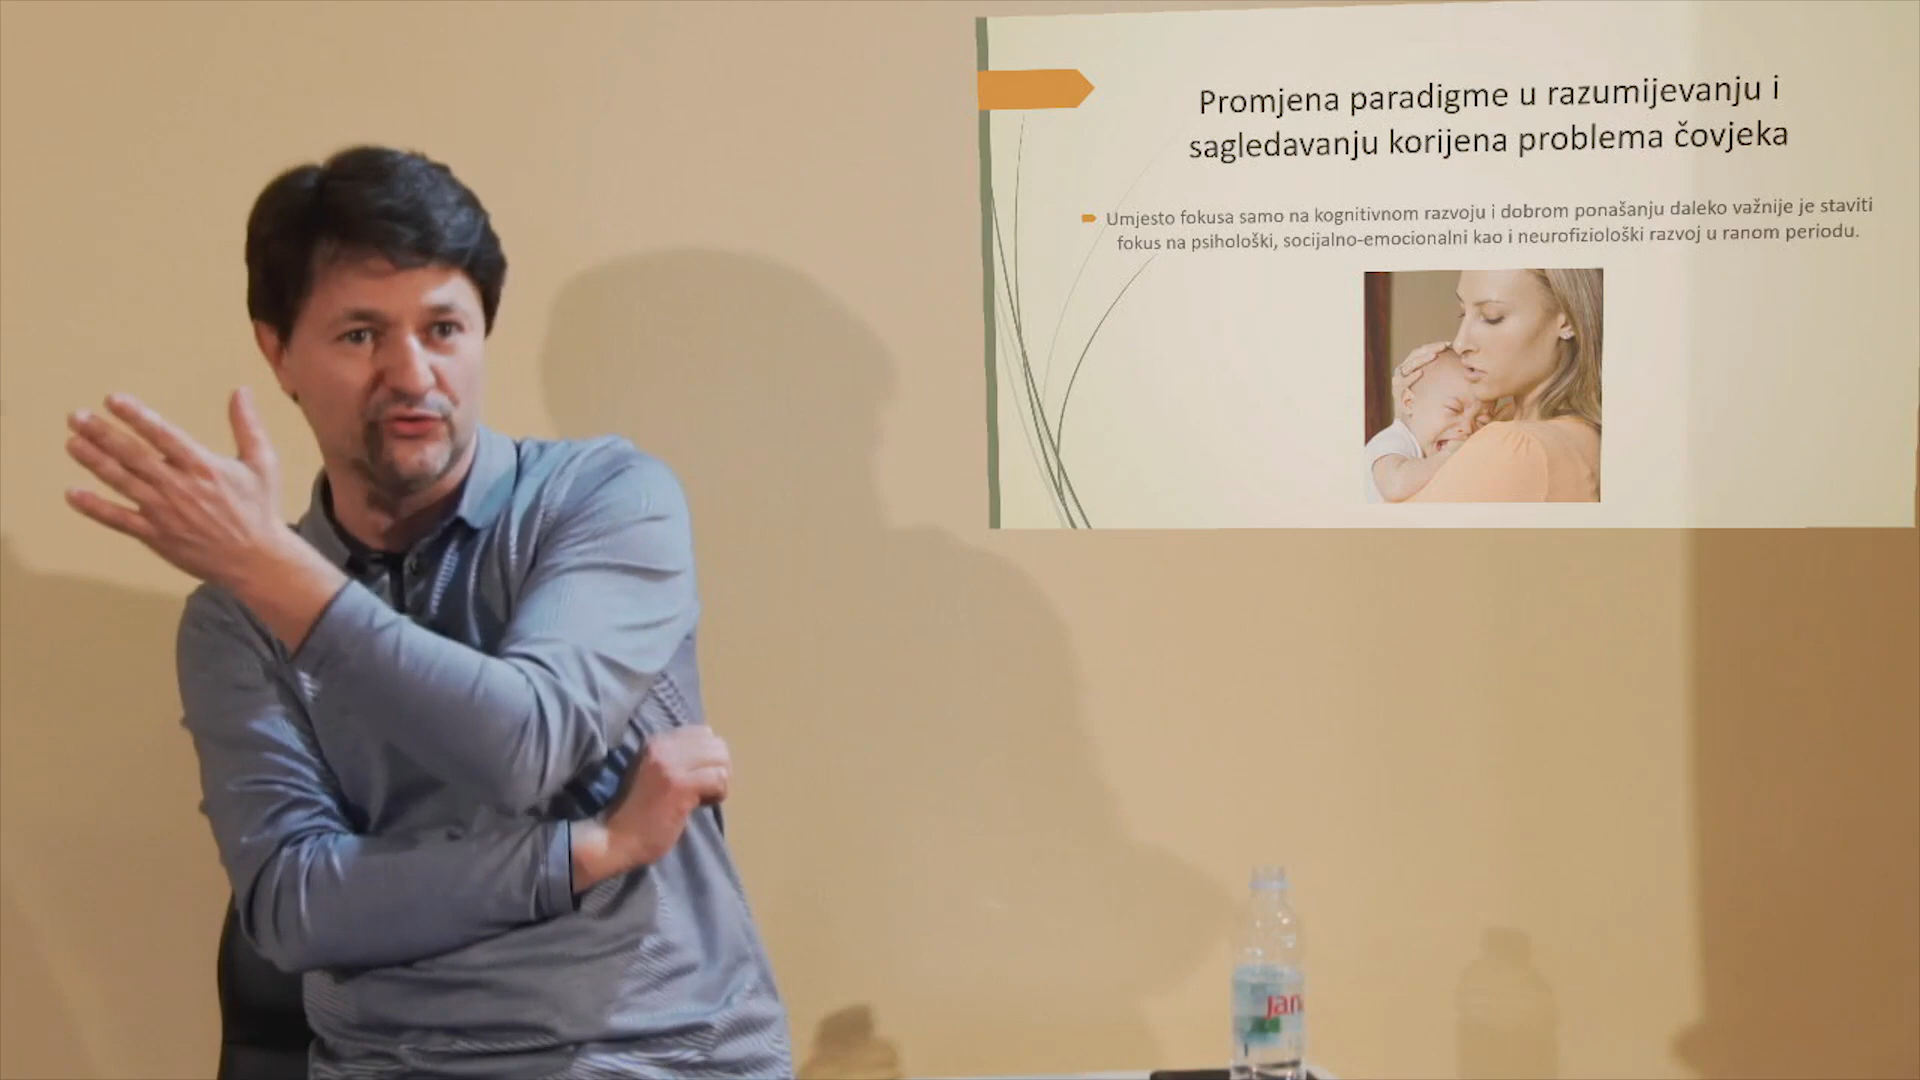 Promjena paradigme u razumijevanju i
sagledavanju korijena problema čovjeka
Umjesto fokusa samo na kognitivnom razvoju i dobrom ponašanju daleko važnije je staviti
fokus na psihološki, socijalno-emocionalni kao i neurofiziološki razvoj u ranom periodu.